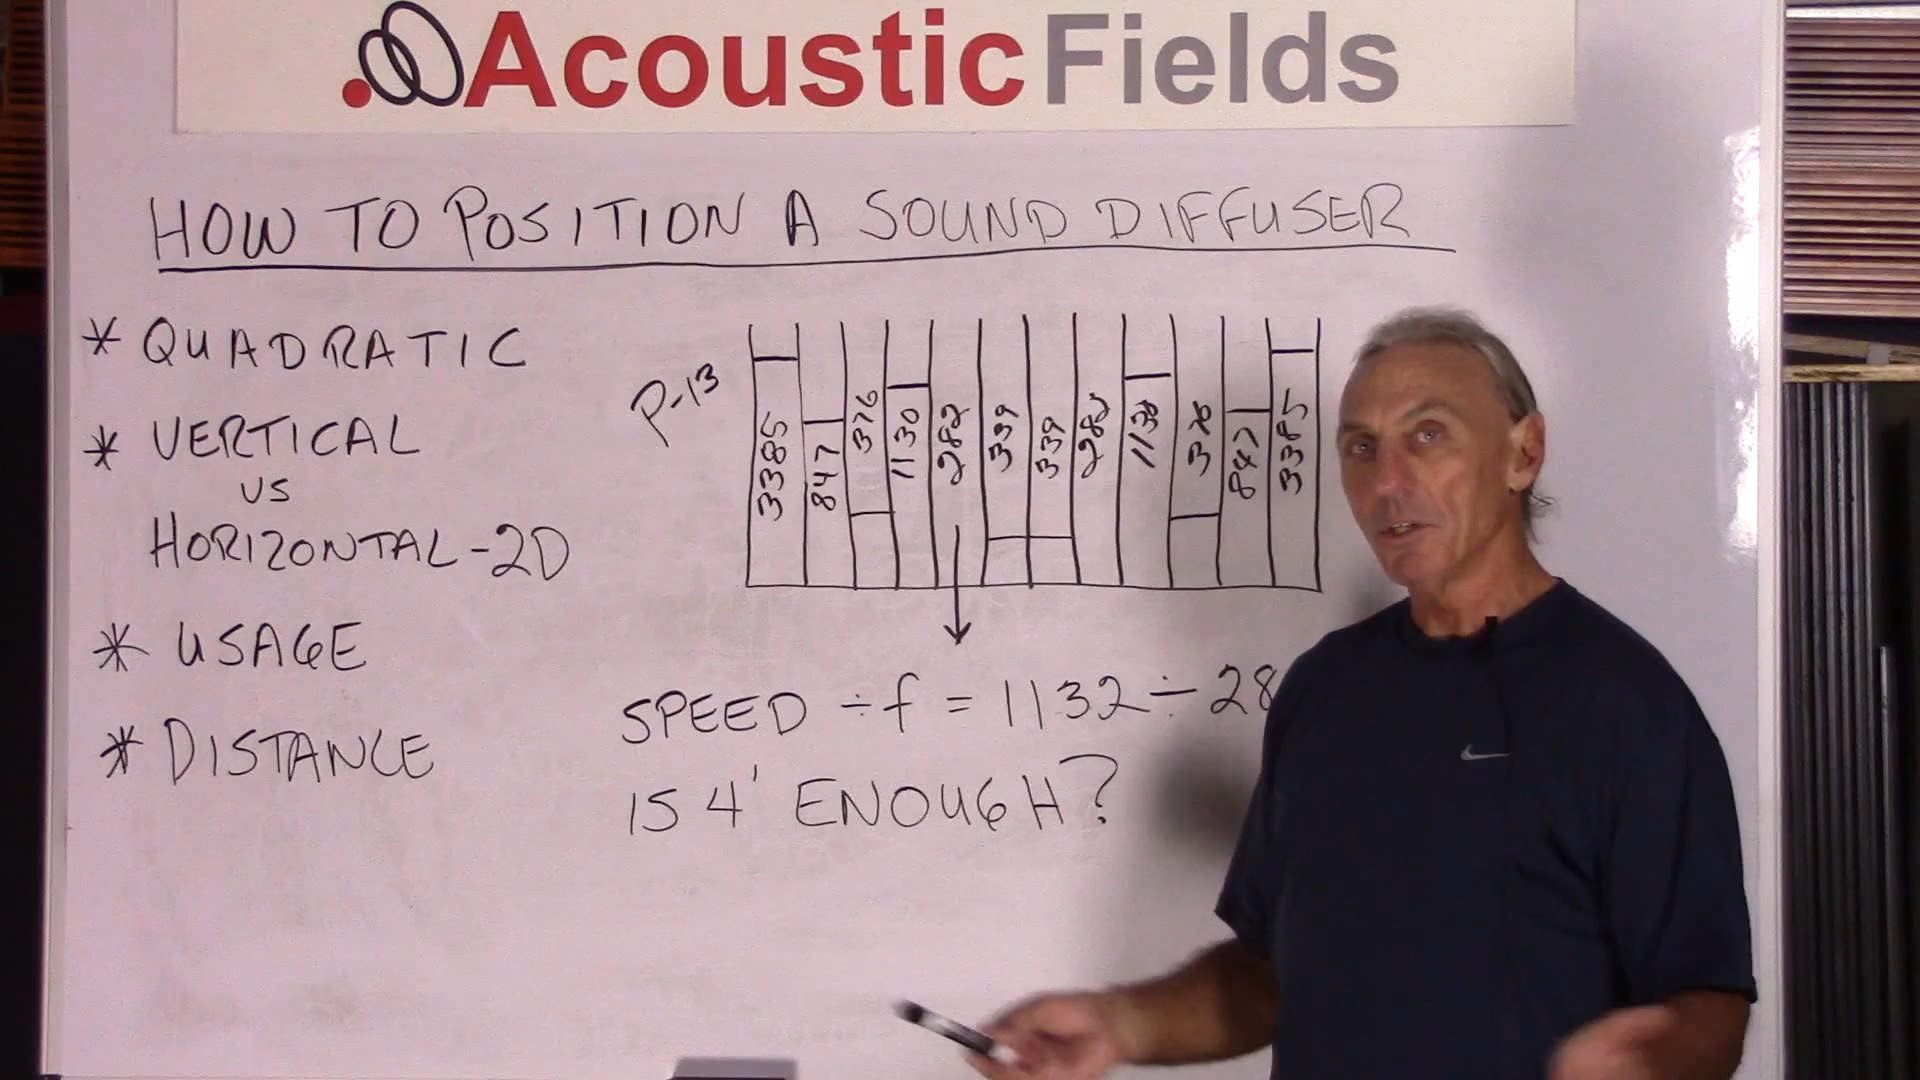 Acoustic Fields
HOW TO POSITION A SOUND DIFFUSER
* QUADRATIC
* VERTICAL
VS
HORIZONTAL-2D
* USAGE
* DISTANCE
P-13
3385 847 376 1130 282 339 339 282 1130 376 847 3385
SPEED ÷ f = 1132 ÷ 28
IS 4' ENOUGH?